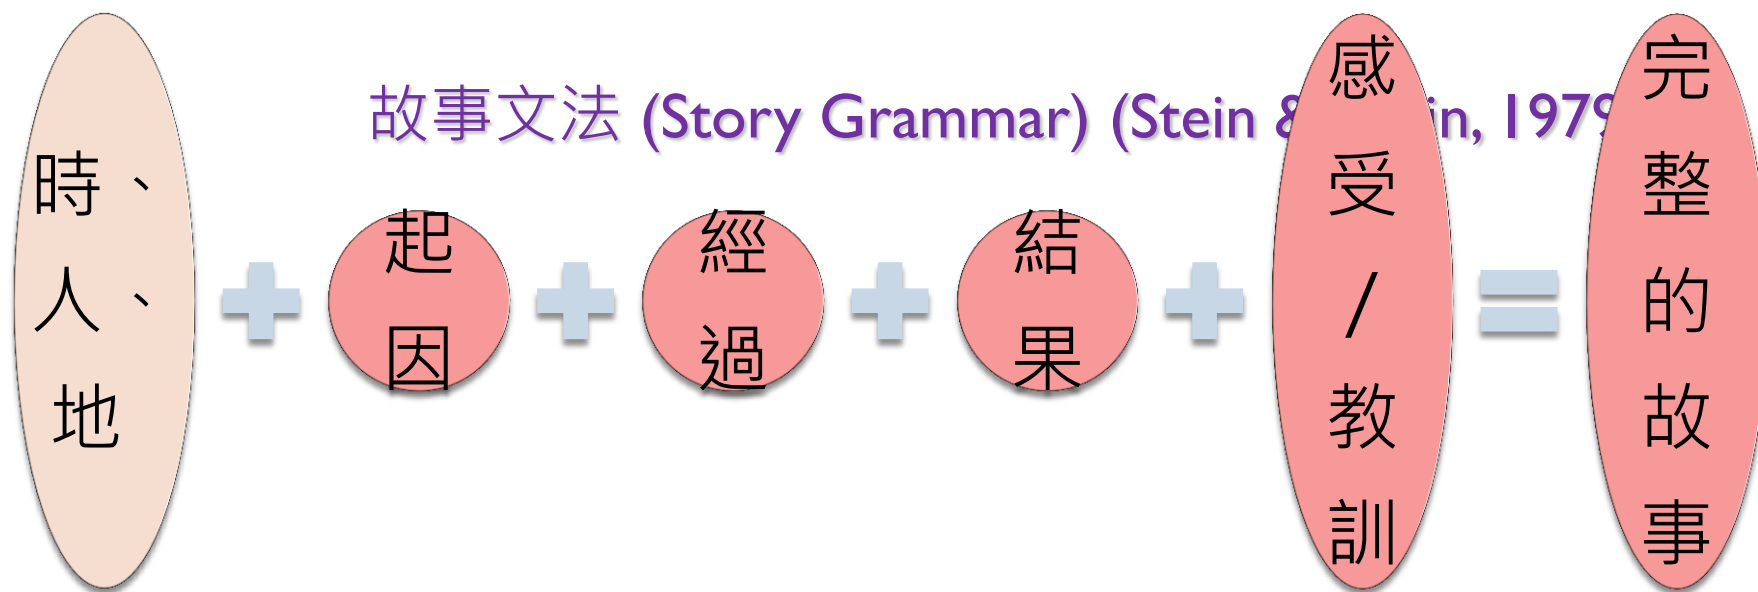 故事文法 (Story Grammar) (Stein & in, 1979
時、人、地
起因
經過
結果
感受/教訓
完整的故事